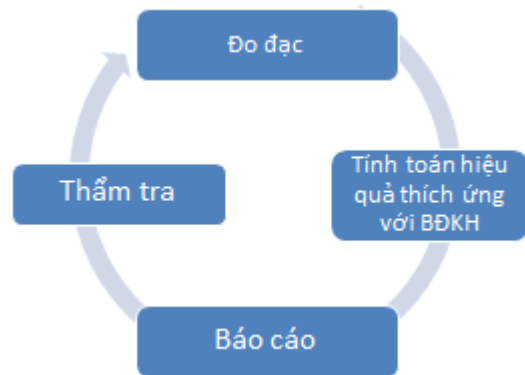 Đo đạc
Tính toán hiệu
quả thích ứng
với BĐKH
Thẩm tra
Báo cáo